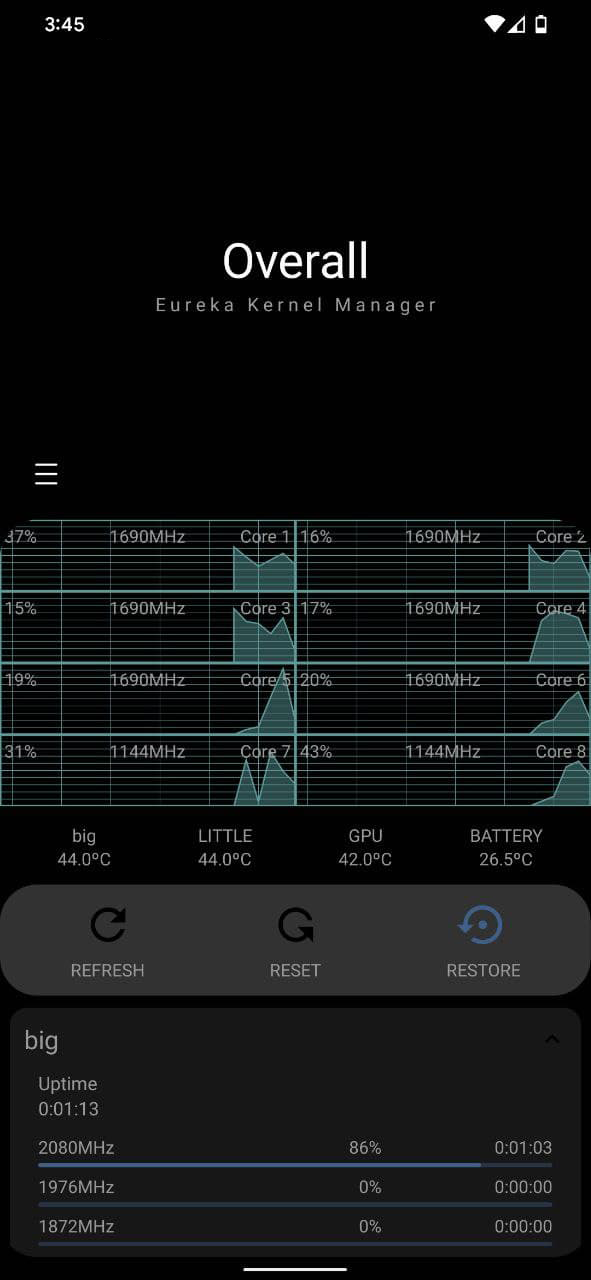 3:45
Overall
Eureka Kernel Manager
37% 1690MHz Core 1 16% 1690MHz Core 2
15% 1690MHz Core 3 17% 1690MHz Core 4
19% 1690MHz Core 5 20% 1690MHz Core 6
31% 1144MHz Core 7 43% 1144MHz Core 8
big LITTLE GPU BATTERY
44.0ºC 44.0ºC 42.0ºC 26.5ºC
REFRESH RESET RESTORE
big
Uptime
0:01:13
2080MHz 86% 0:01:03
1976MHz 0% 0:00:00
1872MHz 0% 0:00:00